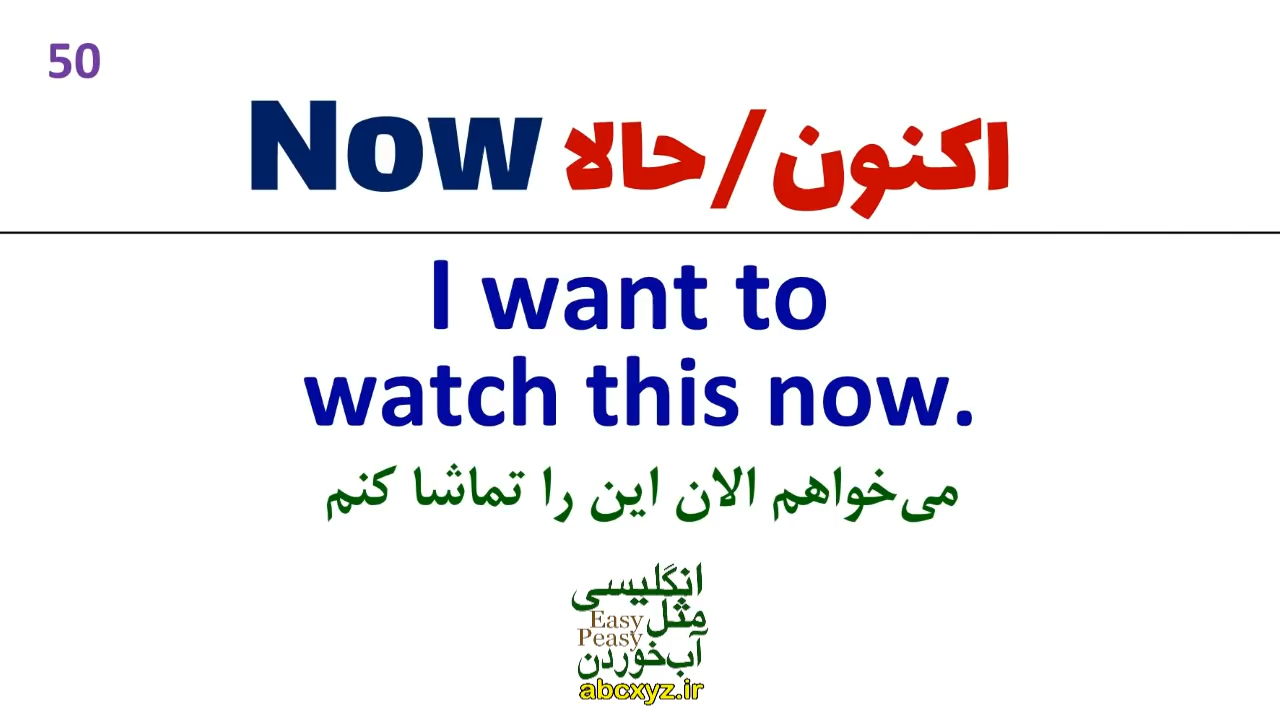 50
Now اکنون/حالا
I want to
watch this now.
می‌خواهم الان این را تماشا کنم
انگلیسی
مثل Easy
Peasy
آب‌خوردن
abcxyz.ir